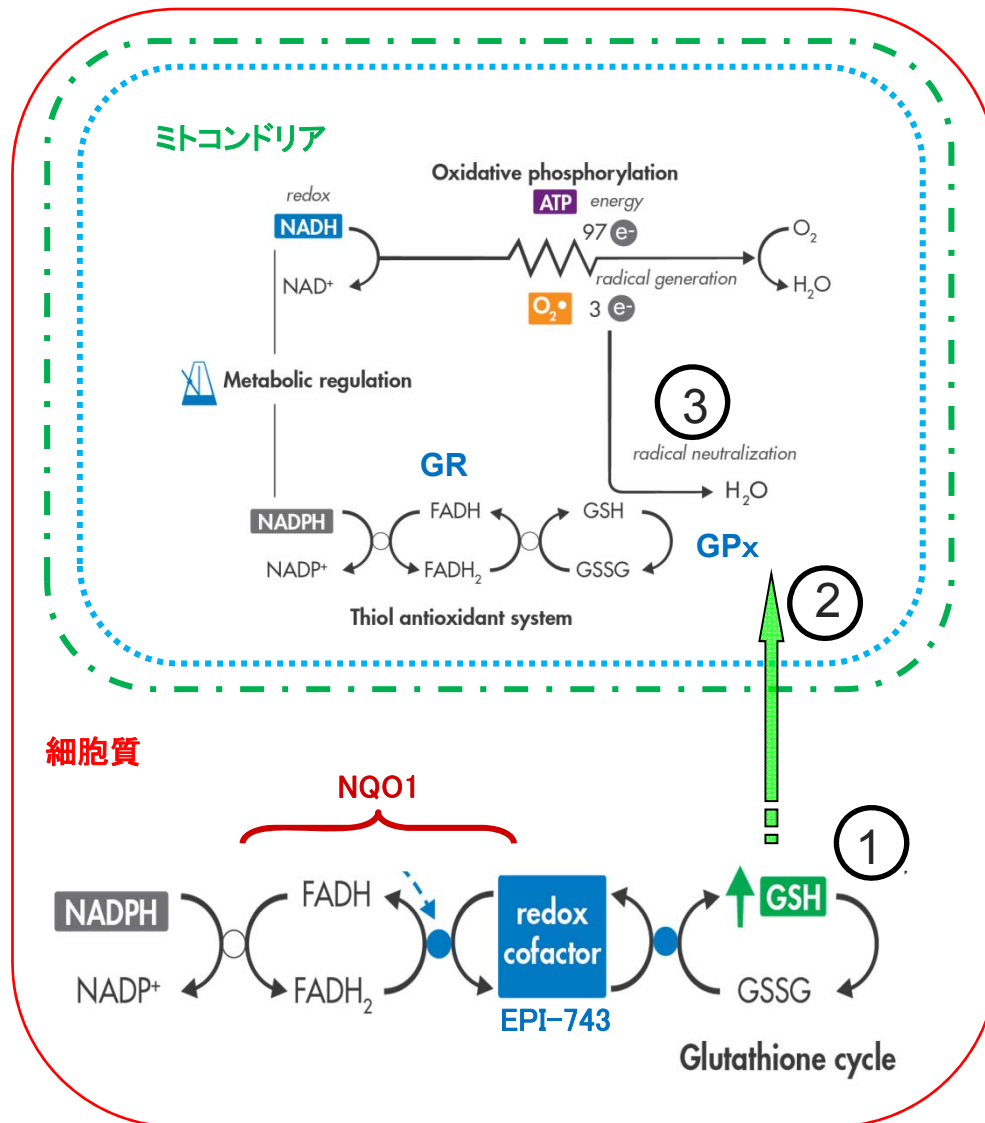 ミトコンドリア
Oxidative phosphorylation
redox
ATP energy
NADH
97 e-
O₂
NAD⁺
radical generation
H₂O
O₂•
3 e-
Metabolic regulation
3
radical neutralization
GR
H₂O
NADPH
FADH
GSH
GPx
NADP⁺
FADH₂
GSSG
2
Thiol antioxidant system
細胞質
NQO1
1
NADPH
FADH
redox
cofactor
GSH
NADP⁺
FADH₂
GSSG
EPI-743
Glutathione cycle